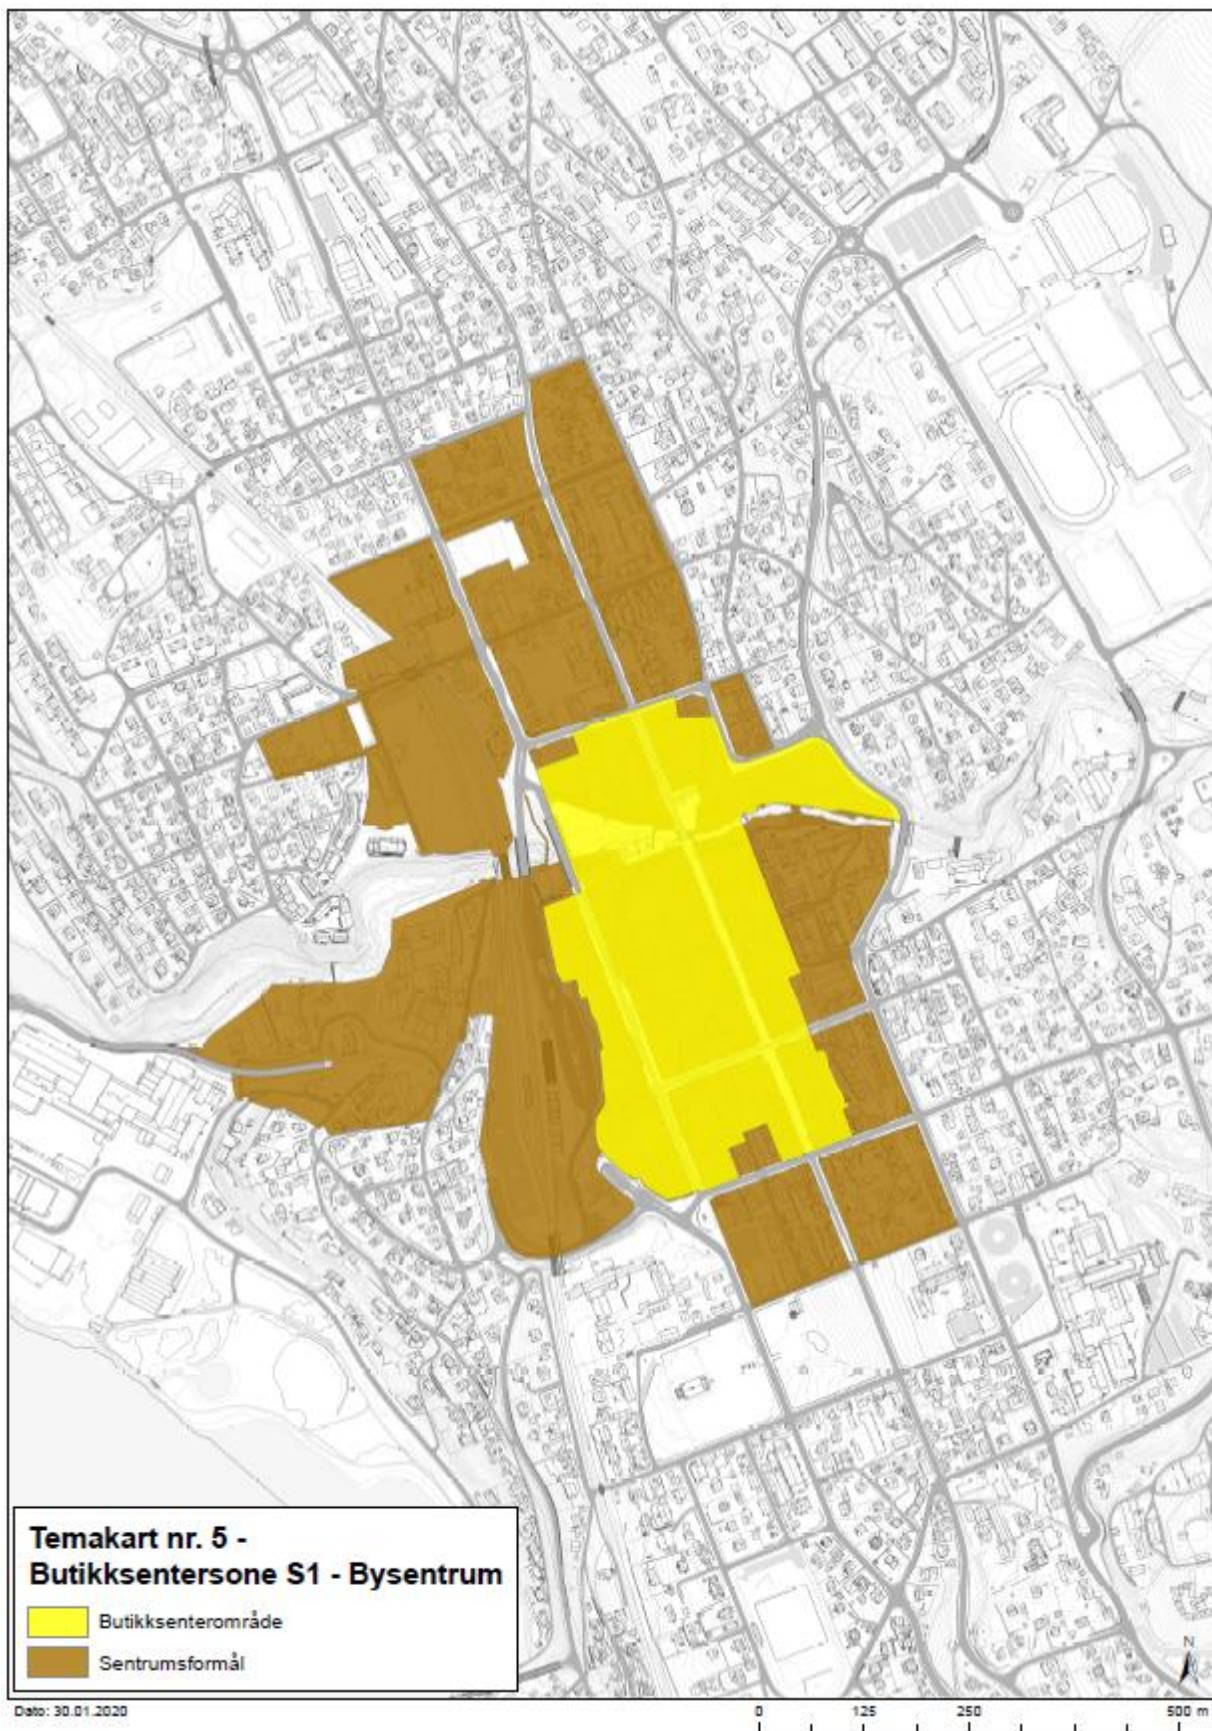 Temakart nr. 5 -
Butikksentersone S1 - Bysentrum
Butikksenterområde
Sentrumsformål
N
Dato: 30.01.2020
0 125 250 500 m